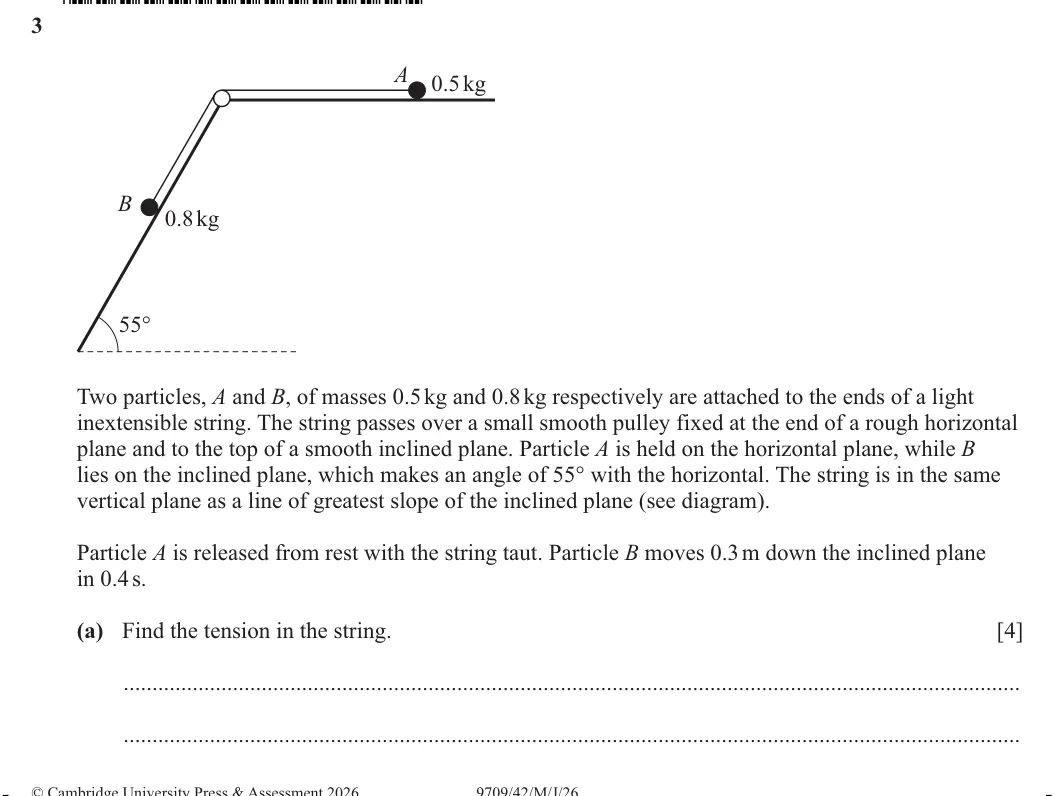 3
A 0.5 kg
B
0.8 kg
55°
Two particles, A and B, of masses 0.5 kg and 0.8 kg respectively are attached to the ends of a light
inextensible string. The string passes over a small smooth pulley fixed at the end of a rough horizontal
plane and to the top of a smooth inclined plane. Particle A is held on the horizontal plane, while B
lies on the inclined plane, which makes an angle of 55° with the horizontal. The string is in the same
vertical plane as a line of greatest slope of the inclined plane (see diagram).
Particle A is released from rest with the string taut. Particle B moves 0.3 m down the inclined plane
in 0.4 s.
(a) Find the tension in the string. [4]
© Cambridge University Press & Assessment 2026 9709/42/M/J/26